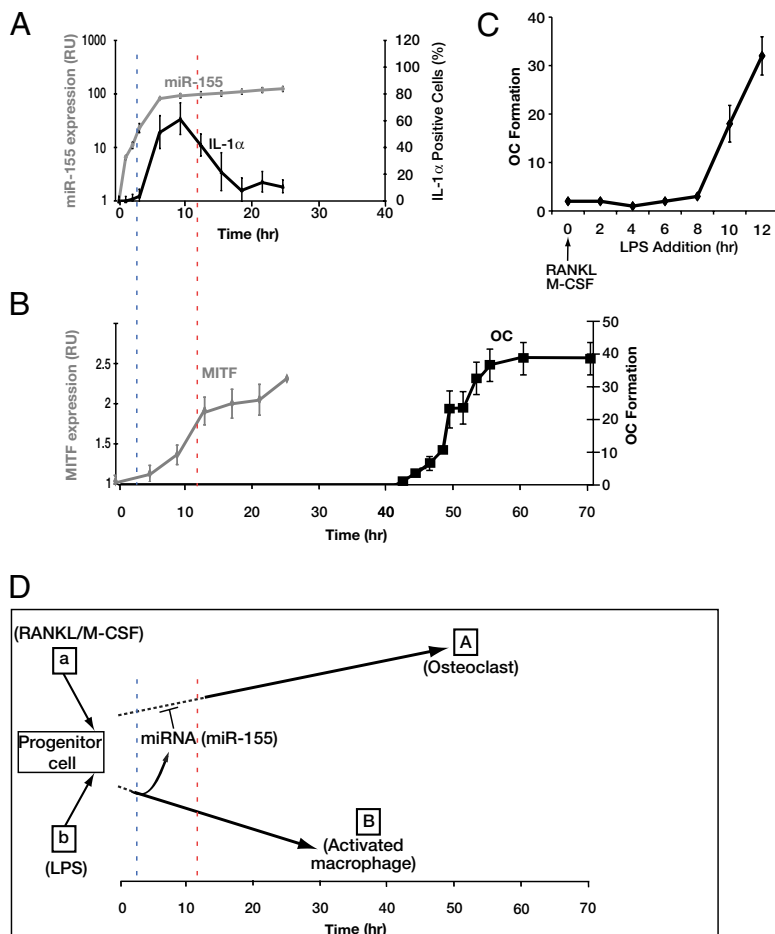 A
miR-155 expression (RU)
1000
100
10
1
miR-155
IL-1α
120
100
80
60
40
20
0
IL-1α Positive Cells (%)
0 10 20 30 40
Time (hr)
C
OC Formation
40
30
20
10
0
0 2 4 6 8 10 12
LPS Addition (hr)
RANKL
M-CSF
B
MITF expression (RU)
2.5
2
1.5
1
MITF
OC
50
40
30
20
10
0
OC Formation
0 10 20 30 40 50 60 70
Time (hr)
D
(RANKL/M-CSF)
a
A
(Osteoclast)
miRNA (miR-155)
Progenitor
cell
b
(LPS)
B
(Activated
macrophage)
0 10 20 30 40 50 60 70
Time (hr)